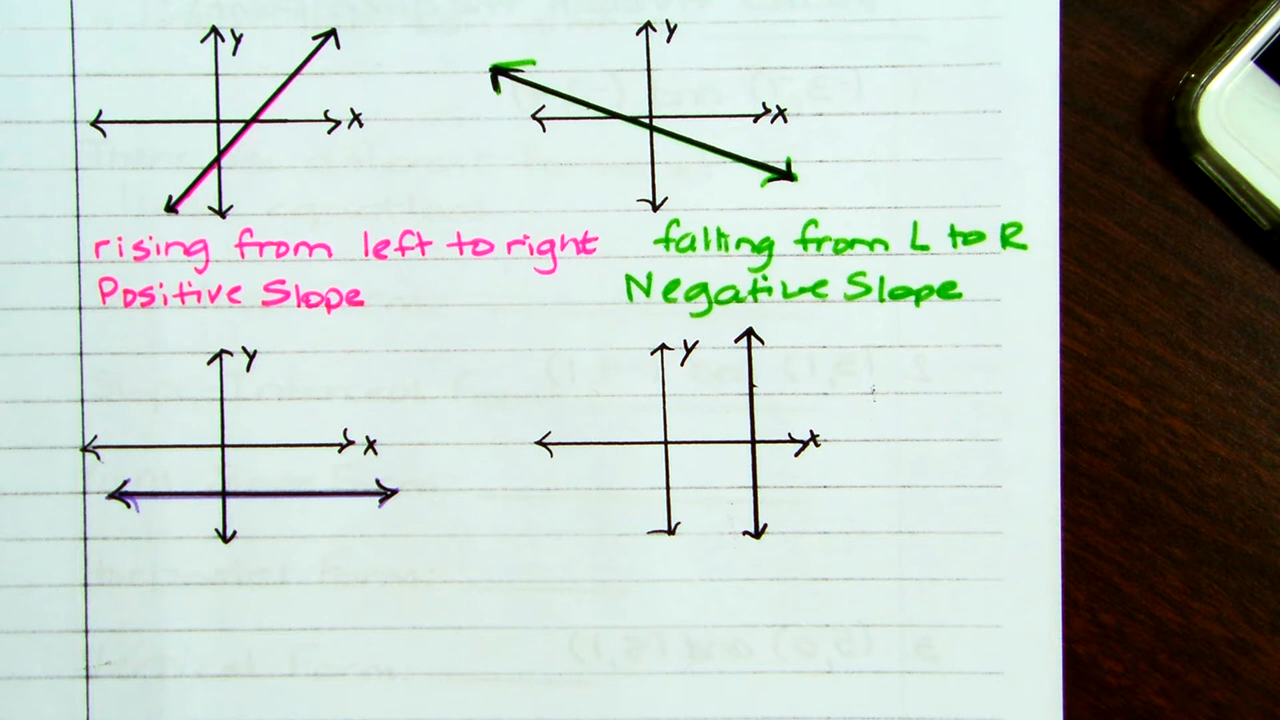 y
x
y
x
rising from left to right
Positive Slope
falling from L to R
Negative Slope
y
x
y
x